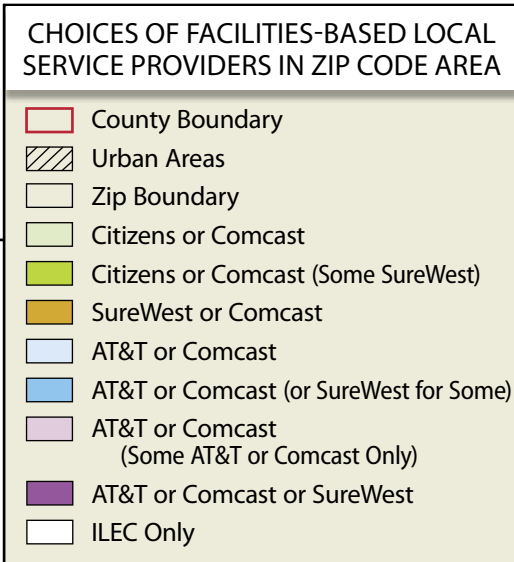 CHOICES OF FACILITIES-BASED LOCAL
SERVICE PROVIDERS IN ZIP CODE AREA
County Boundary
Urban Areas
Zip Boundary
Citizens or Comcast
Citizens or Comcast (Some SureWest)
SureWest or Comcast
AT&T or Comcast
AT&T or Comcast (or SureWest for Some)
AT&T or Comcast
(Some AT&T or Comcast Only)
AT&T or Comcast or SureWest
ILEC Only